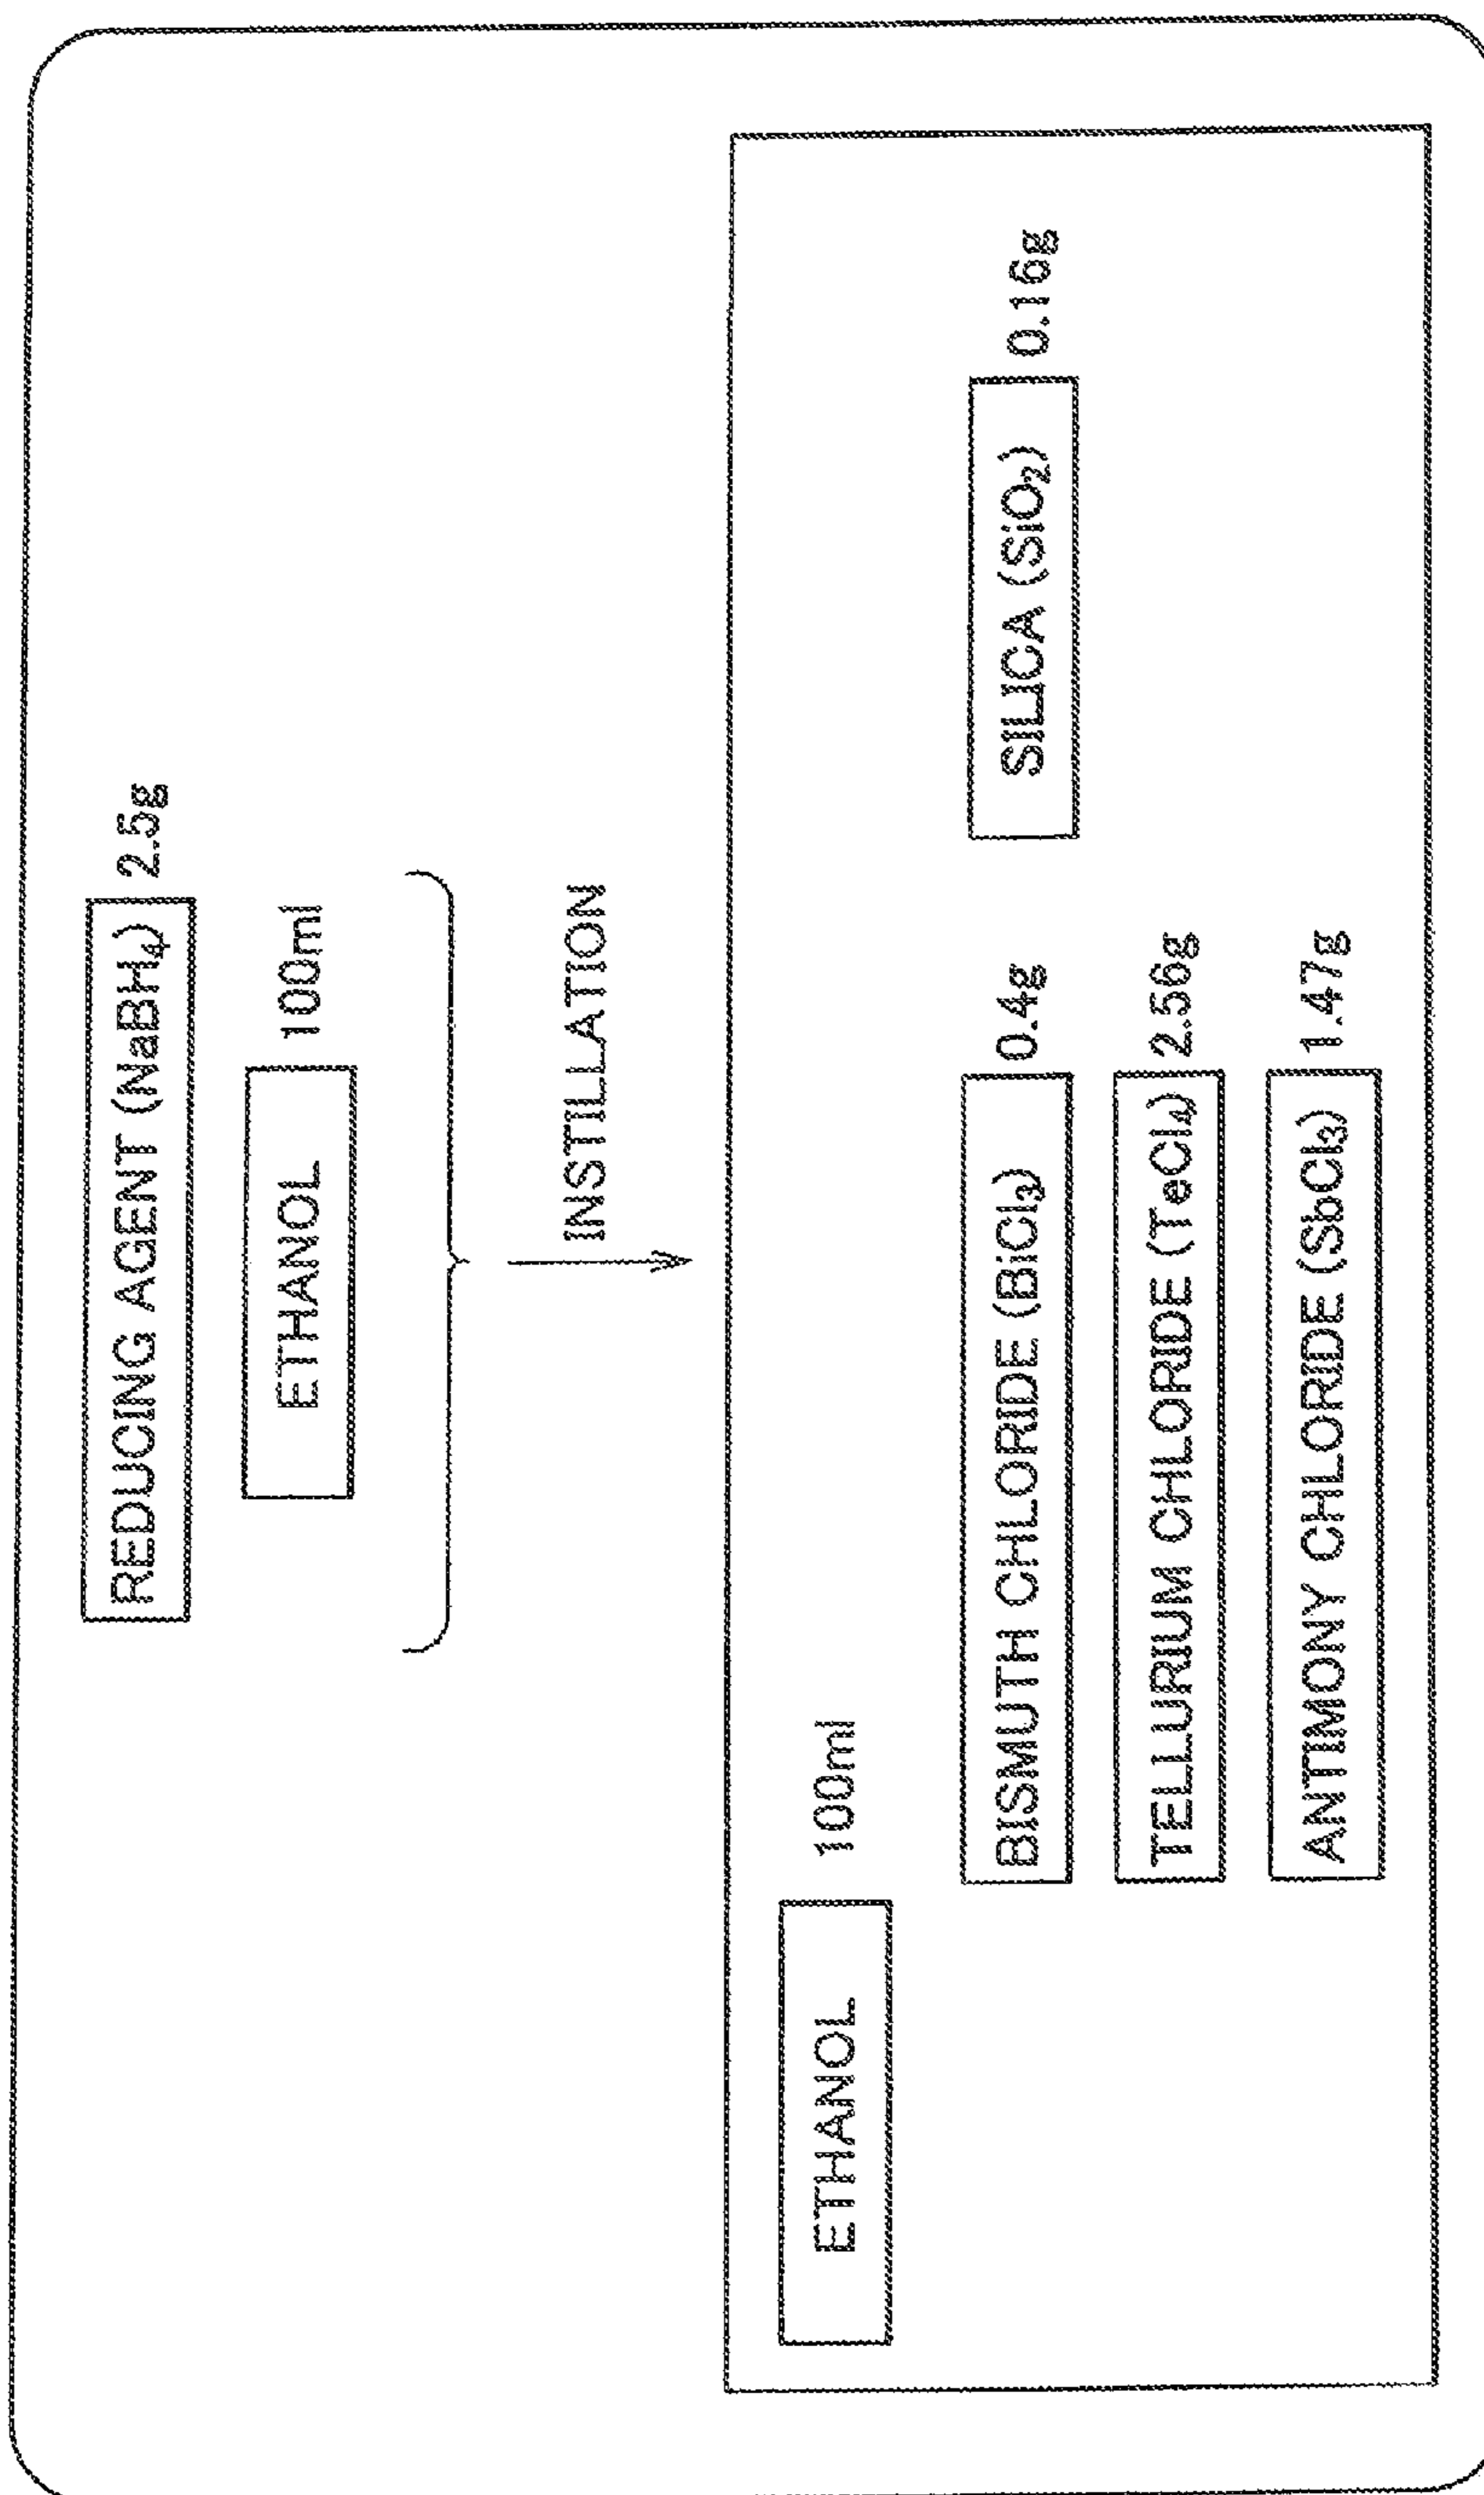 REDUCING AGENT (NaBH₄) 2.5g
ETHANOL 100ml
INSTILLATION
ETHANOL 100ml
BISMUTH CHLORIDE (BiCl₃) 0.4g
SILICA (SiO₂) 0.16g
TELLURIUM CHLORIDE (TeCl₄) 2.56g
ANTIMONY CHLORIDE (SbCl₃) 1.47g